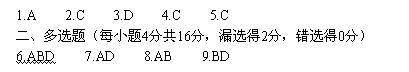 1.A 2.C 3.D 4.C 5.C
二、多选题（每小题4分共16分，漏选得2分，错选得0分）
6.ABD 7.AD 8.AB 9.BD